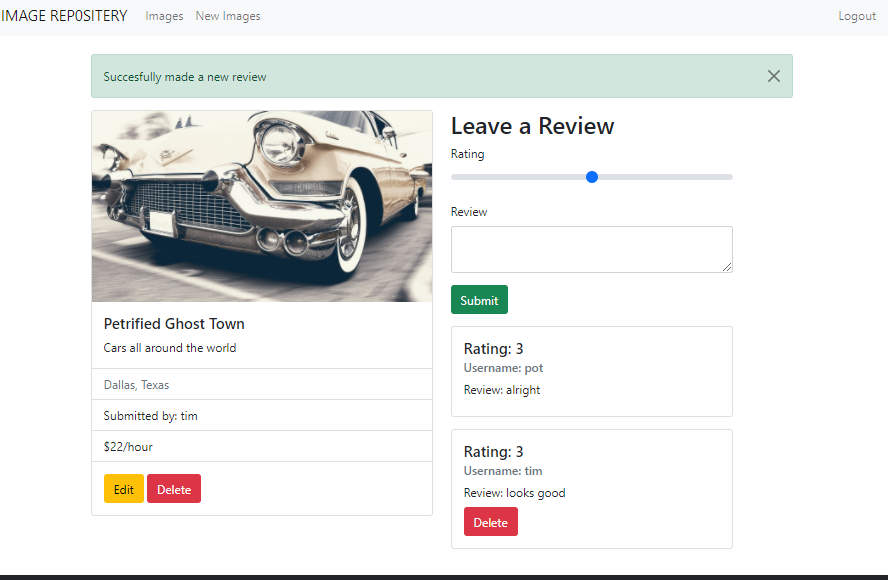 IMAGE REP0SITERY Images New Images Logout
Succesfully made a new review
Petrified Ghost Town
Cars all around the world
Dallas, Texas
Submitted by: tim
$22/hour
Edit Delete
Leave a Review
Rating
Review
Submit
Rating: 3
Username: pot
Review: alright
Rating: 3
Username: tim
Review: looks good
Delete